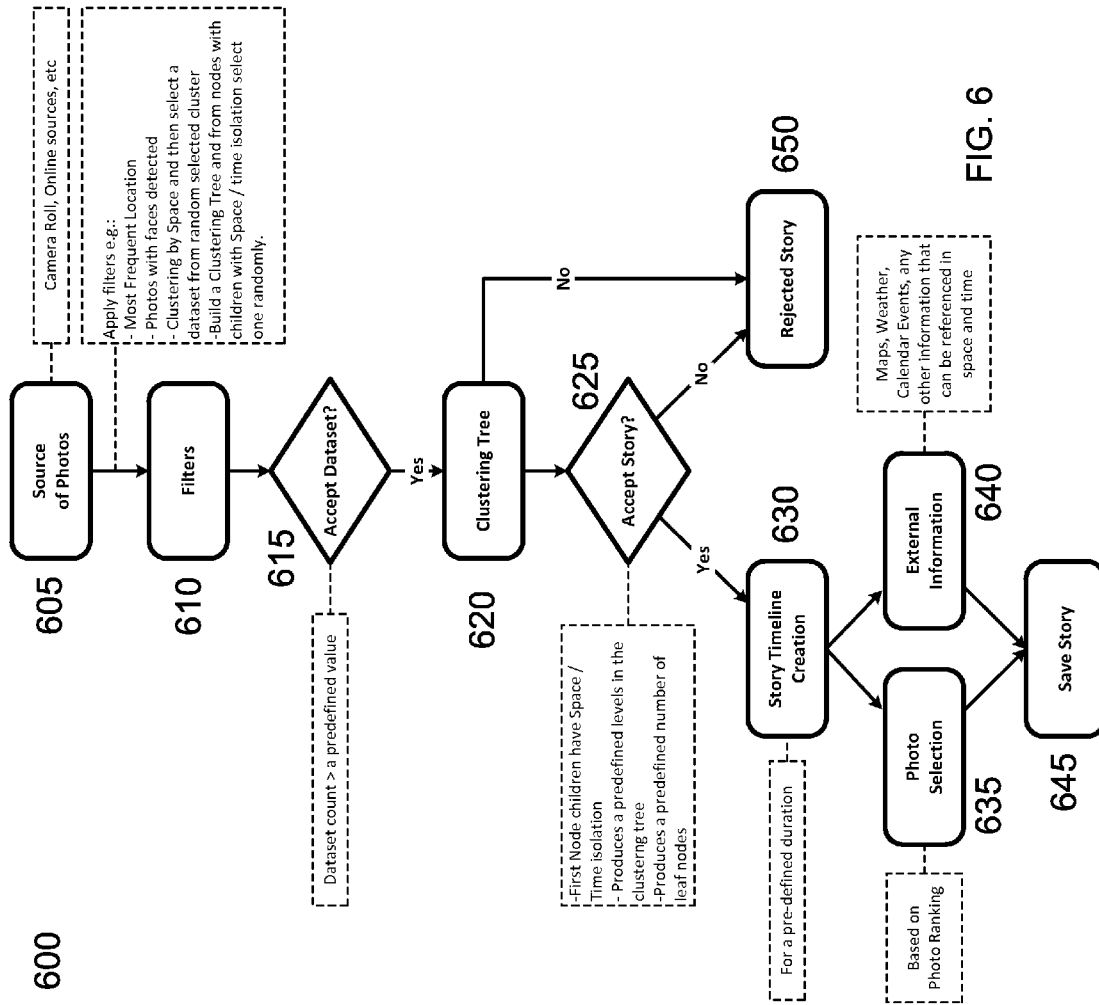 600
605
Source
of Photos
Camera Roll, Online sources, etc
Apply filters e.g.:
- Most Frequent Location
- Photos with faces detected
- Clustering by Space and then select a
dataset from random selected cluster
-Build a Clustering Tree and from nodes with
children with Space / time isolation select
one randomly.
610
Filters
615
Accept Dataset?
Dataset count > a predefined value
Yes
620
Clustering Tree
No
625
Accept Story?
-First Node children have Space /
Time isolation
- Produces a predefined levels in the
clusterng tree
-Produces a predefined number of
leaf nodes
No
650
Rejected Story
Yes
630
Story Timeline
Creation
For a pre-defined duration
635
Photo
Selection
Based on
Photo Ranking
640
External
Information
Maps, Weather,
Calendar Events, any
other information that
can be referenced in
space and time
645
Save Story
FIG. 6